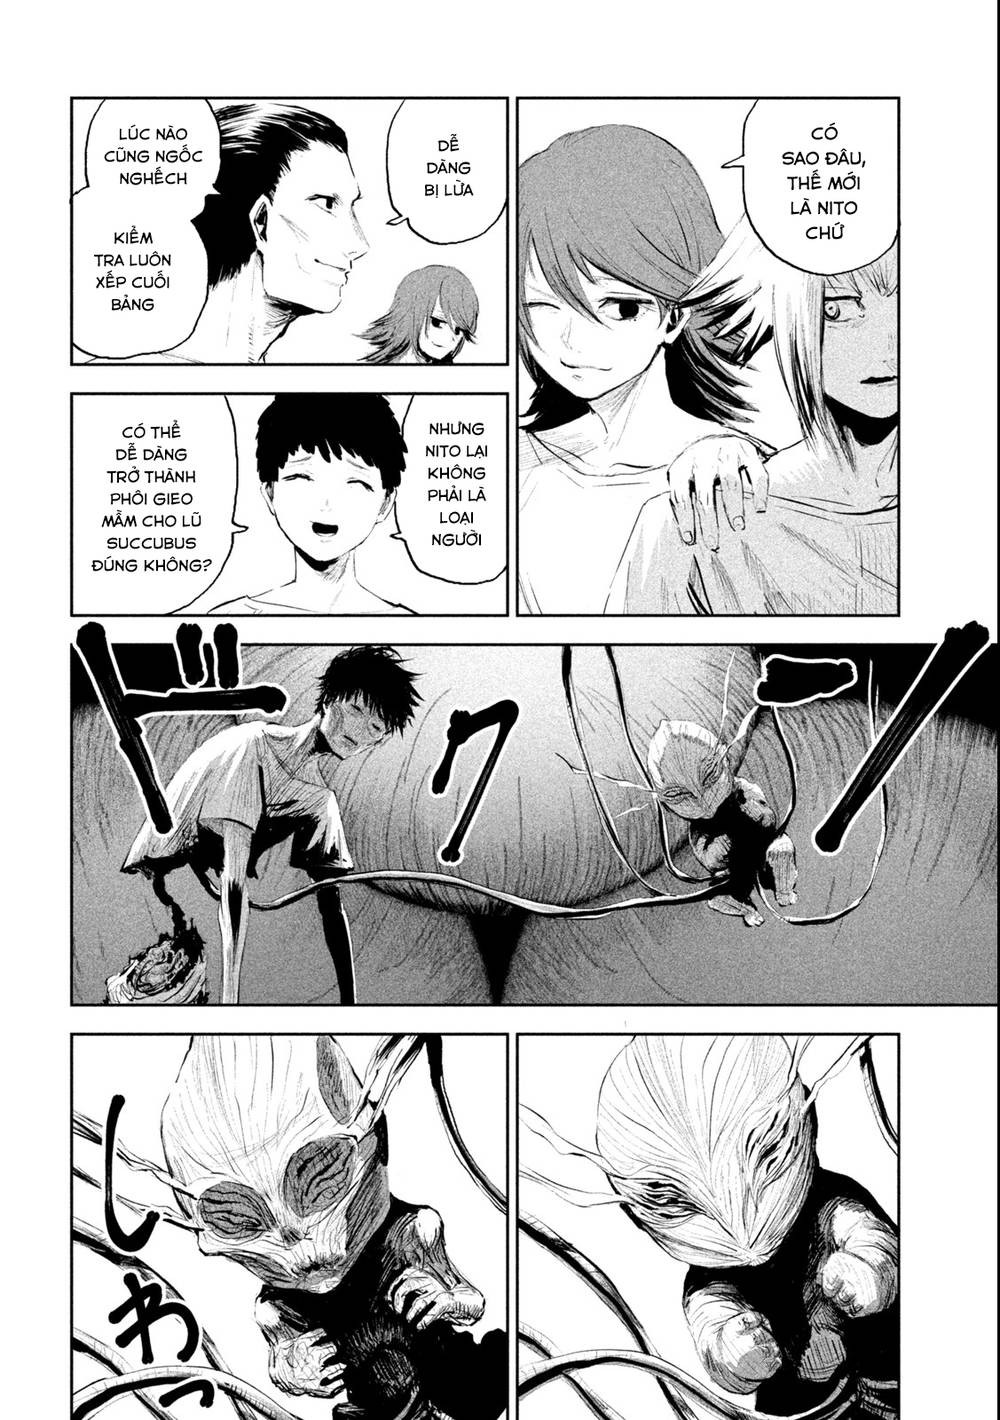 CÓ
SAO ĐÂU,
THẾ MỚI
LÀ NITO
CHỨ
DỄ
DÀNG
BỊ LỪA
LÚC NÀO
CŨNG NGỐC
NGHẾCH
KIỂM
TRA LUÔN
XẾP CUỐI
BẢNG
NHƯNG
NITO LẠI
KHÔNG
PHẢI LÀ
LOẠI
NGƯỜI
CÓ THỂ
DỄ DÀNG
TRỞ THÀNH
PHÔI GIEO
MẦM CHO LŨ
SUCCUBUS
ĐÚNG KHÔNG?
ドクン
しわっ